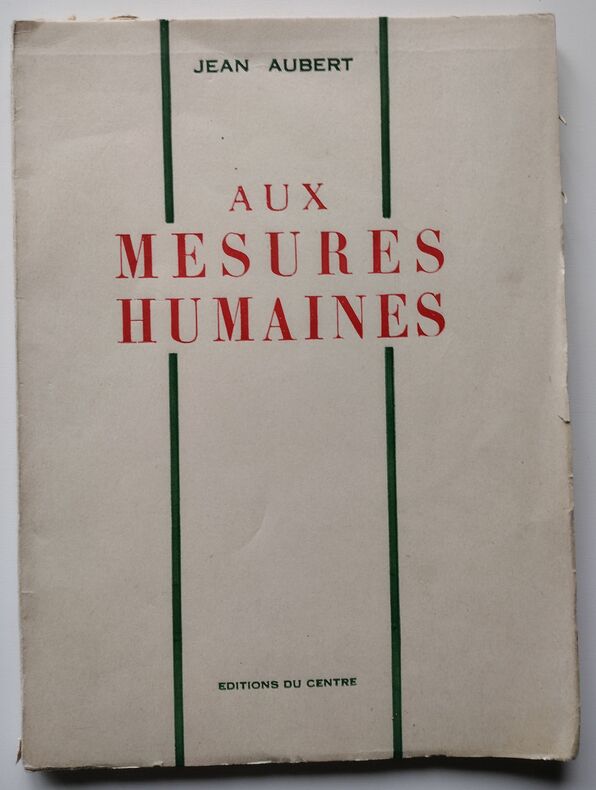 JEAN AUBERT
AUX
MESURES
HUMAINES
EDITIONS DU CENTRE